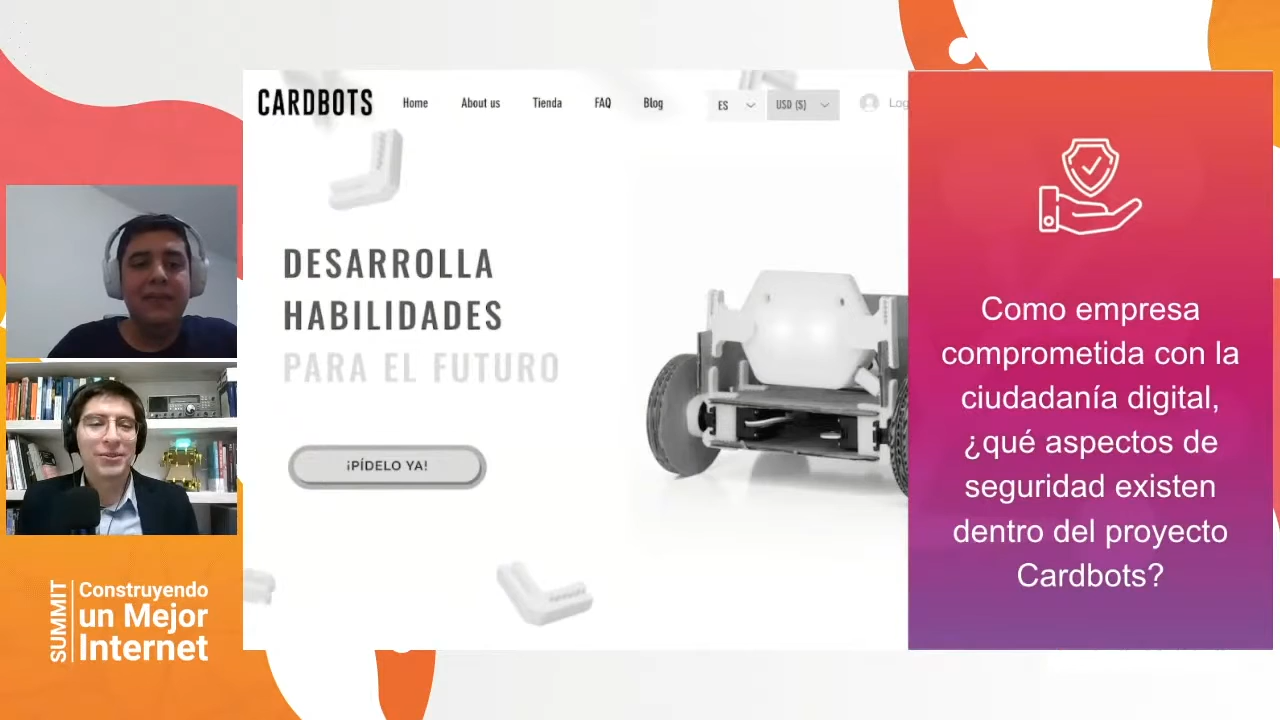 CARDBOTS
Home
About us
Tienda
FAQ
Blog
ES
USD ($)
Log
DESARROLLA
HABILIDADES
PARA EL FUTURO
¡PÍDELO YA!
Como empresa
comprometida con la
ciudadanía digital,
¿qué aspectos de
seguridad existen
dentro del proyecto
Cardbots?
SUMMIT
Construyendo
un Mejor
Internet